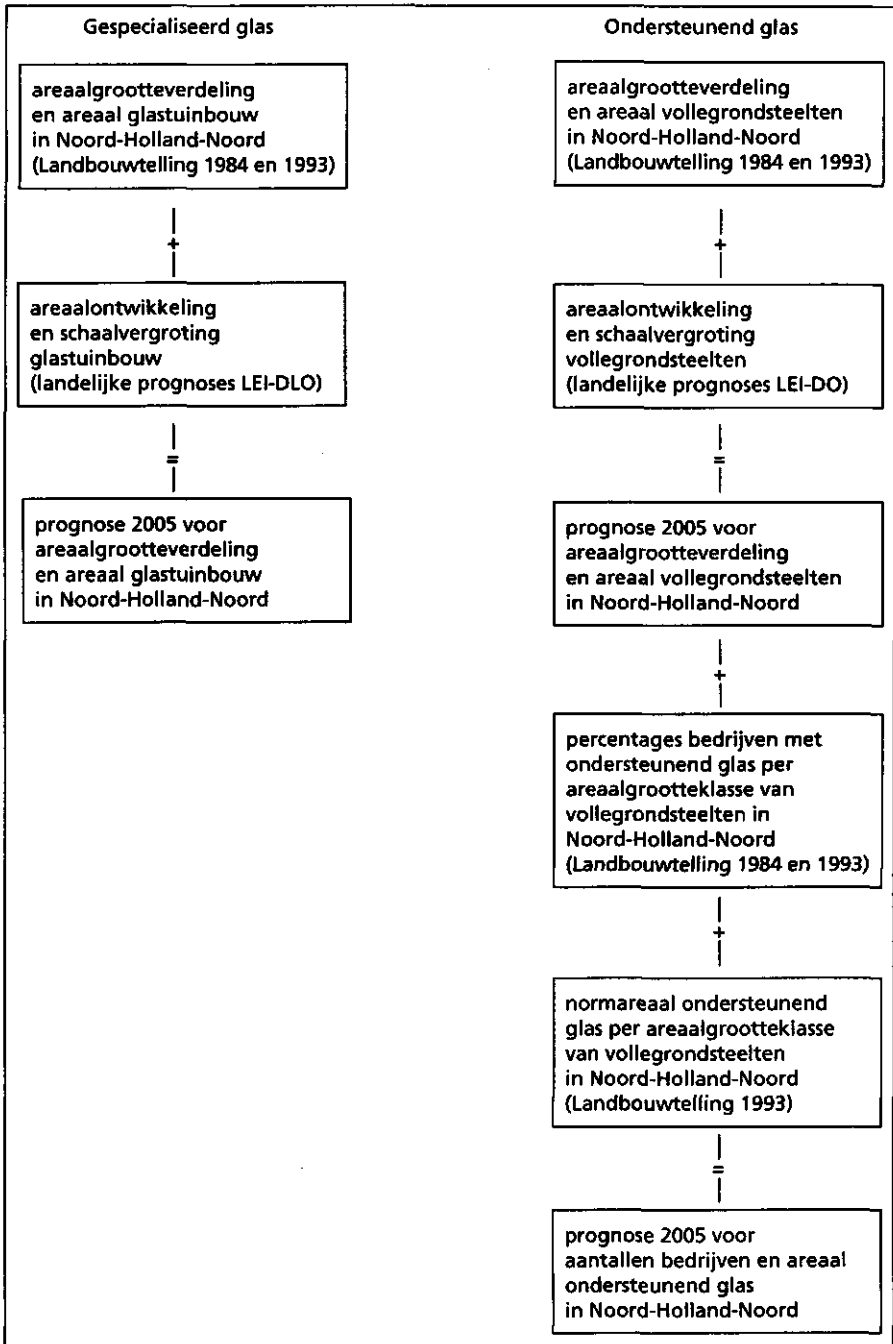 Gespecialiseerd glas
areaalgrootteverdeling
en areaal glastuinbouw
in Noord-Holland-Noord
(Landbouwtelling 1984 en 1993)
+
areaalontwikkeling
en schaalvergroting
glastuinbouw
(landelijke prognoses LEI-DLO)
=
prognose 2005 voor
areaalgrootteverdeling
en areaal glastuinbouw
in Noord-Holland-Noord
Ondersteunend glas
areaalgrootteverdeling
en areaal vollegrondsteelten
in Noord-Holland-Noord
(Landbouwtelling 1984 en 1993)
+
areaalontwikkeling
en schaalvergroting
vollegrondsteelten
(landelijke prognoses LEI-DO)
=
prognose 2005 voor
areaalgrootteverdeling
en areaal vollegrondsteelten
in Noord-Holland-Noord
+
percentages bedrijven met
ondersteunend glas per
areaalgrootteklasse van
vollegrondsteelten in
Noord-Holland-Noord
(Landbouwtelling 1984 en 1993)
+
normareaal ondersteunend
glas per areaalgrootteklasse
van vollegrondsteelten
in Noord-Holland-Noord
(Landbouwtelling 1993)
=
prognose 2005 voor
aantallen bedrijven en areaal
ondersteunend glas
in Noord-Holland-Noord